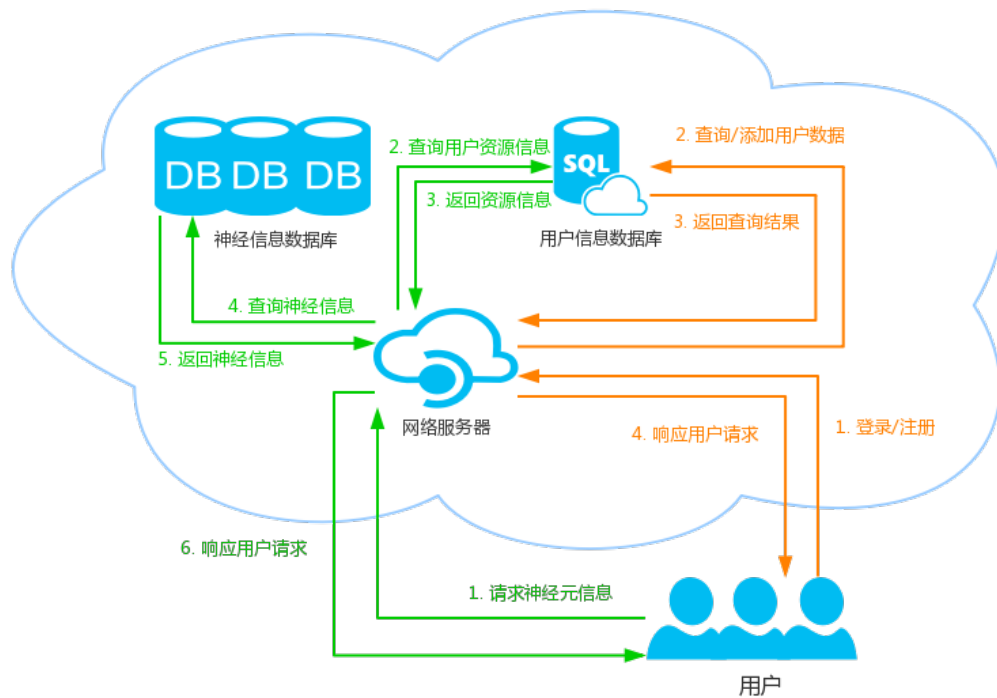 DB DB DB
SQL
2. 查询用户资源信息
2. 查询/添加用户数据
3. 返回资源信息
3. 返回查询结果
神经信息数据库
用户信息数据库
4. 查询神经信息
5. 返回神经信息
网络服务器
4. 响应用户请求
1. 登录/注册
6. 响应用户请求
1. 请求神经元信息
用户